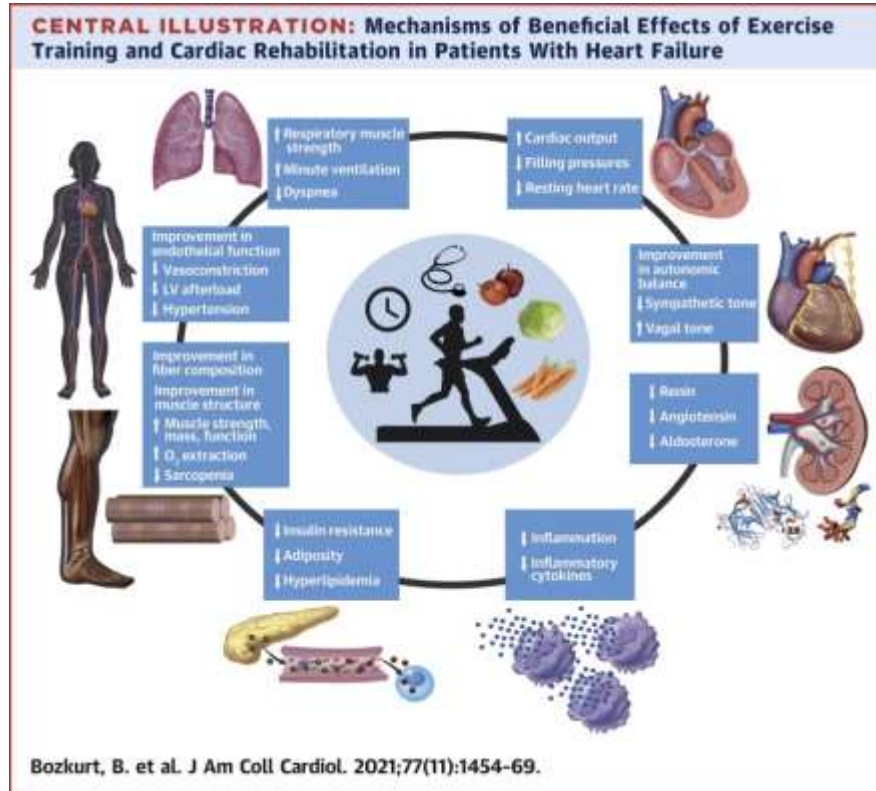 CENTRAL ILLUSTRATION: Mechanisms of Beneficial Effects of Exercise
Training and Cardiac Rehabilitation in Patients With Heart Failure
↑ Respiratory muscle
strength
↑ Minute ventilation
↓ Dyspnea
↑ Cardiac output
↓ Filling pressures
↓ Resting heart rate
Improvement in
endothelial function
↓ Vasoconstriction
↓ LV afterload
↓ Hypertension
Improvement
in autonomic
balance
↓ Sympathetic tone
↑ Vagal tone
Improvement in
fiber composition
Improvement in
muscle structure
↑ Muscle strength,
mass, function
↑ O₂ extraction
↓ Sarcopenia
↓ Renin
↓ Angiotensin
↓ Aldosterone
↓ Insulin resistance
↓ Adiposity
↓ Hyperlipidemia
↓ Inflammation
↓ Inflammatory
cytokines
Bozkurt, B. et al. J Am Coll Cardiol. 2021;77(11):1454-69.